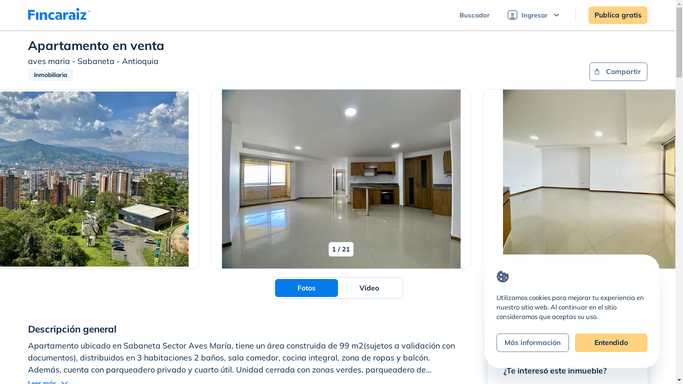 Fincaraiz
Buscador
Ingresar
Publica gratis
Apartamento en venta
aves maria - Sabaneta - Antioquia
Inmobiliaria
Compartir
1 / 21
Fotos
Video
Descripción general
Apartamento ubicado en Sabaneta Sector Aves María, tiene un área construida de 99 m2(sujetos a validación con
documentos), distribuidos en 3 habitaciones 2 baños, sala comedor, cocina integral, zona de ropas y balcón.
Además, cuenta con parqueadero privado y cuarto útil. Unidad cerrada con zonas verdes, parqueadero de...
Leer más
Utilizamos cookies para mejorar tu experiencia en
nuestro sitio web. Al continuar en el sitio
consideramos que aceptas su uso.
Más información
Entendido
¿Te interesó este inmueble?